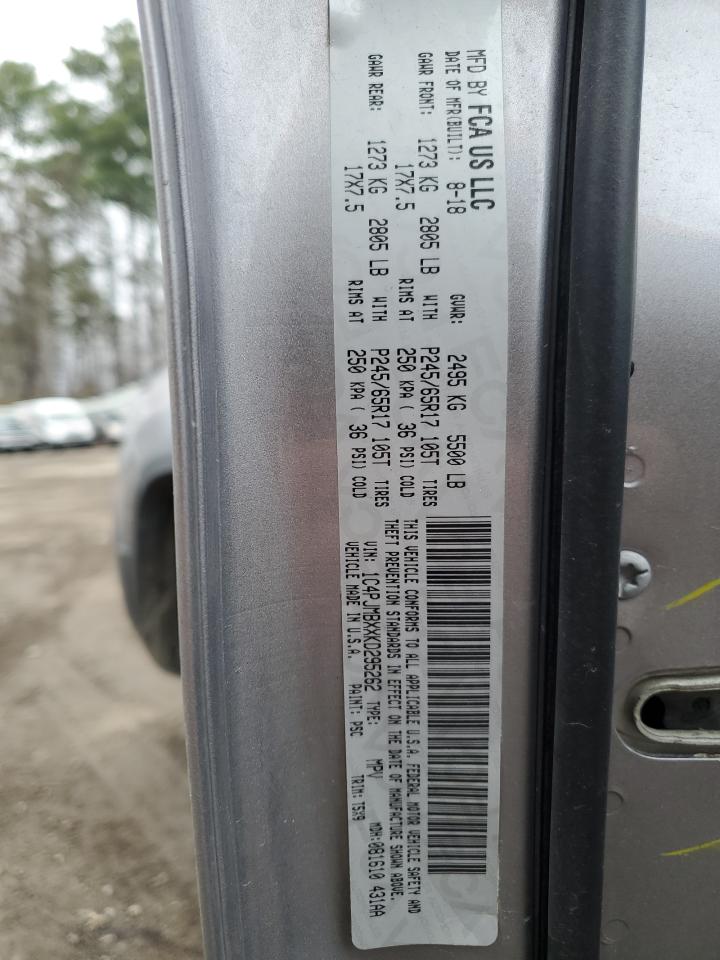 MFD BY FCA US LLC
DATE OF MFR(BUILT): 8-18 GVWR: 2495 KG 5500 LB
GAWR FRONT: 1273 KG 2805 LB WITH P245/65R17 105T TIRES
17X7.5 RIMS AT 250 KPA ( 36 PSI) COLD
GAWR REAR: 1273 KG 2805 LB WITH P245/65R17 105T TIRES
17X7.5 RIMS AT 250 KPA ( 36 PSI) COLD
THIS VEHICLE CONFORMS TO ALL APPLICABLE U.S.A. FEDERAL MOTOR VEHICLE SAFETY AND
THEFT PREVENTION STANDARDS IN EFFECT ON THE DATE OF MANUFACTURE SHOWN ABOVE.
VIN: 1C4PJMBXXKD295262 TYPE: MPV MDH:081610 431AA
VEHICLE MADE IN U.S.A. PAINT: PSC TRIM: T5X9